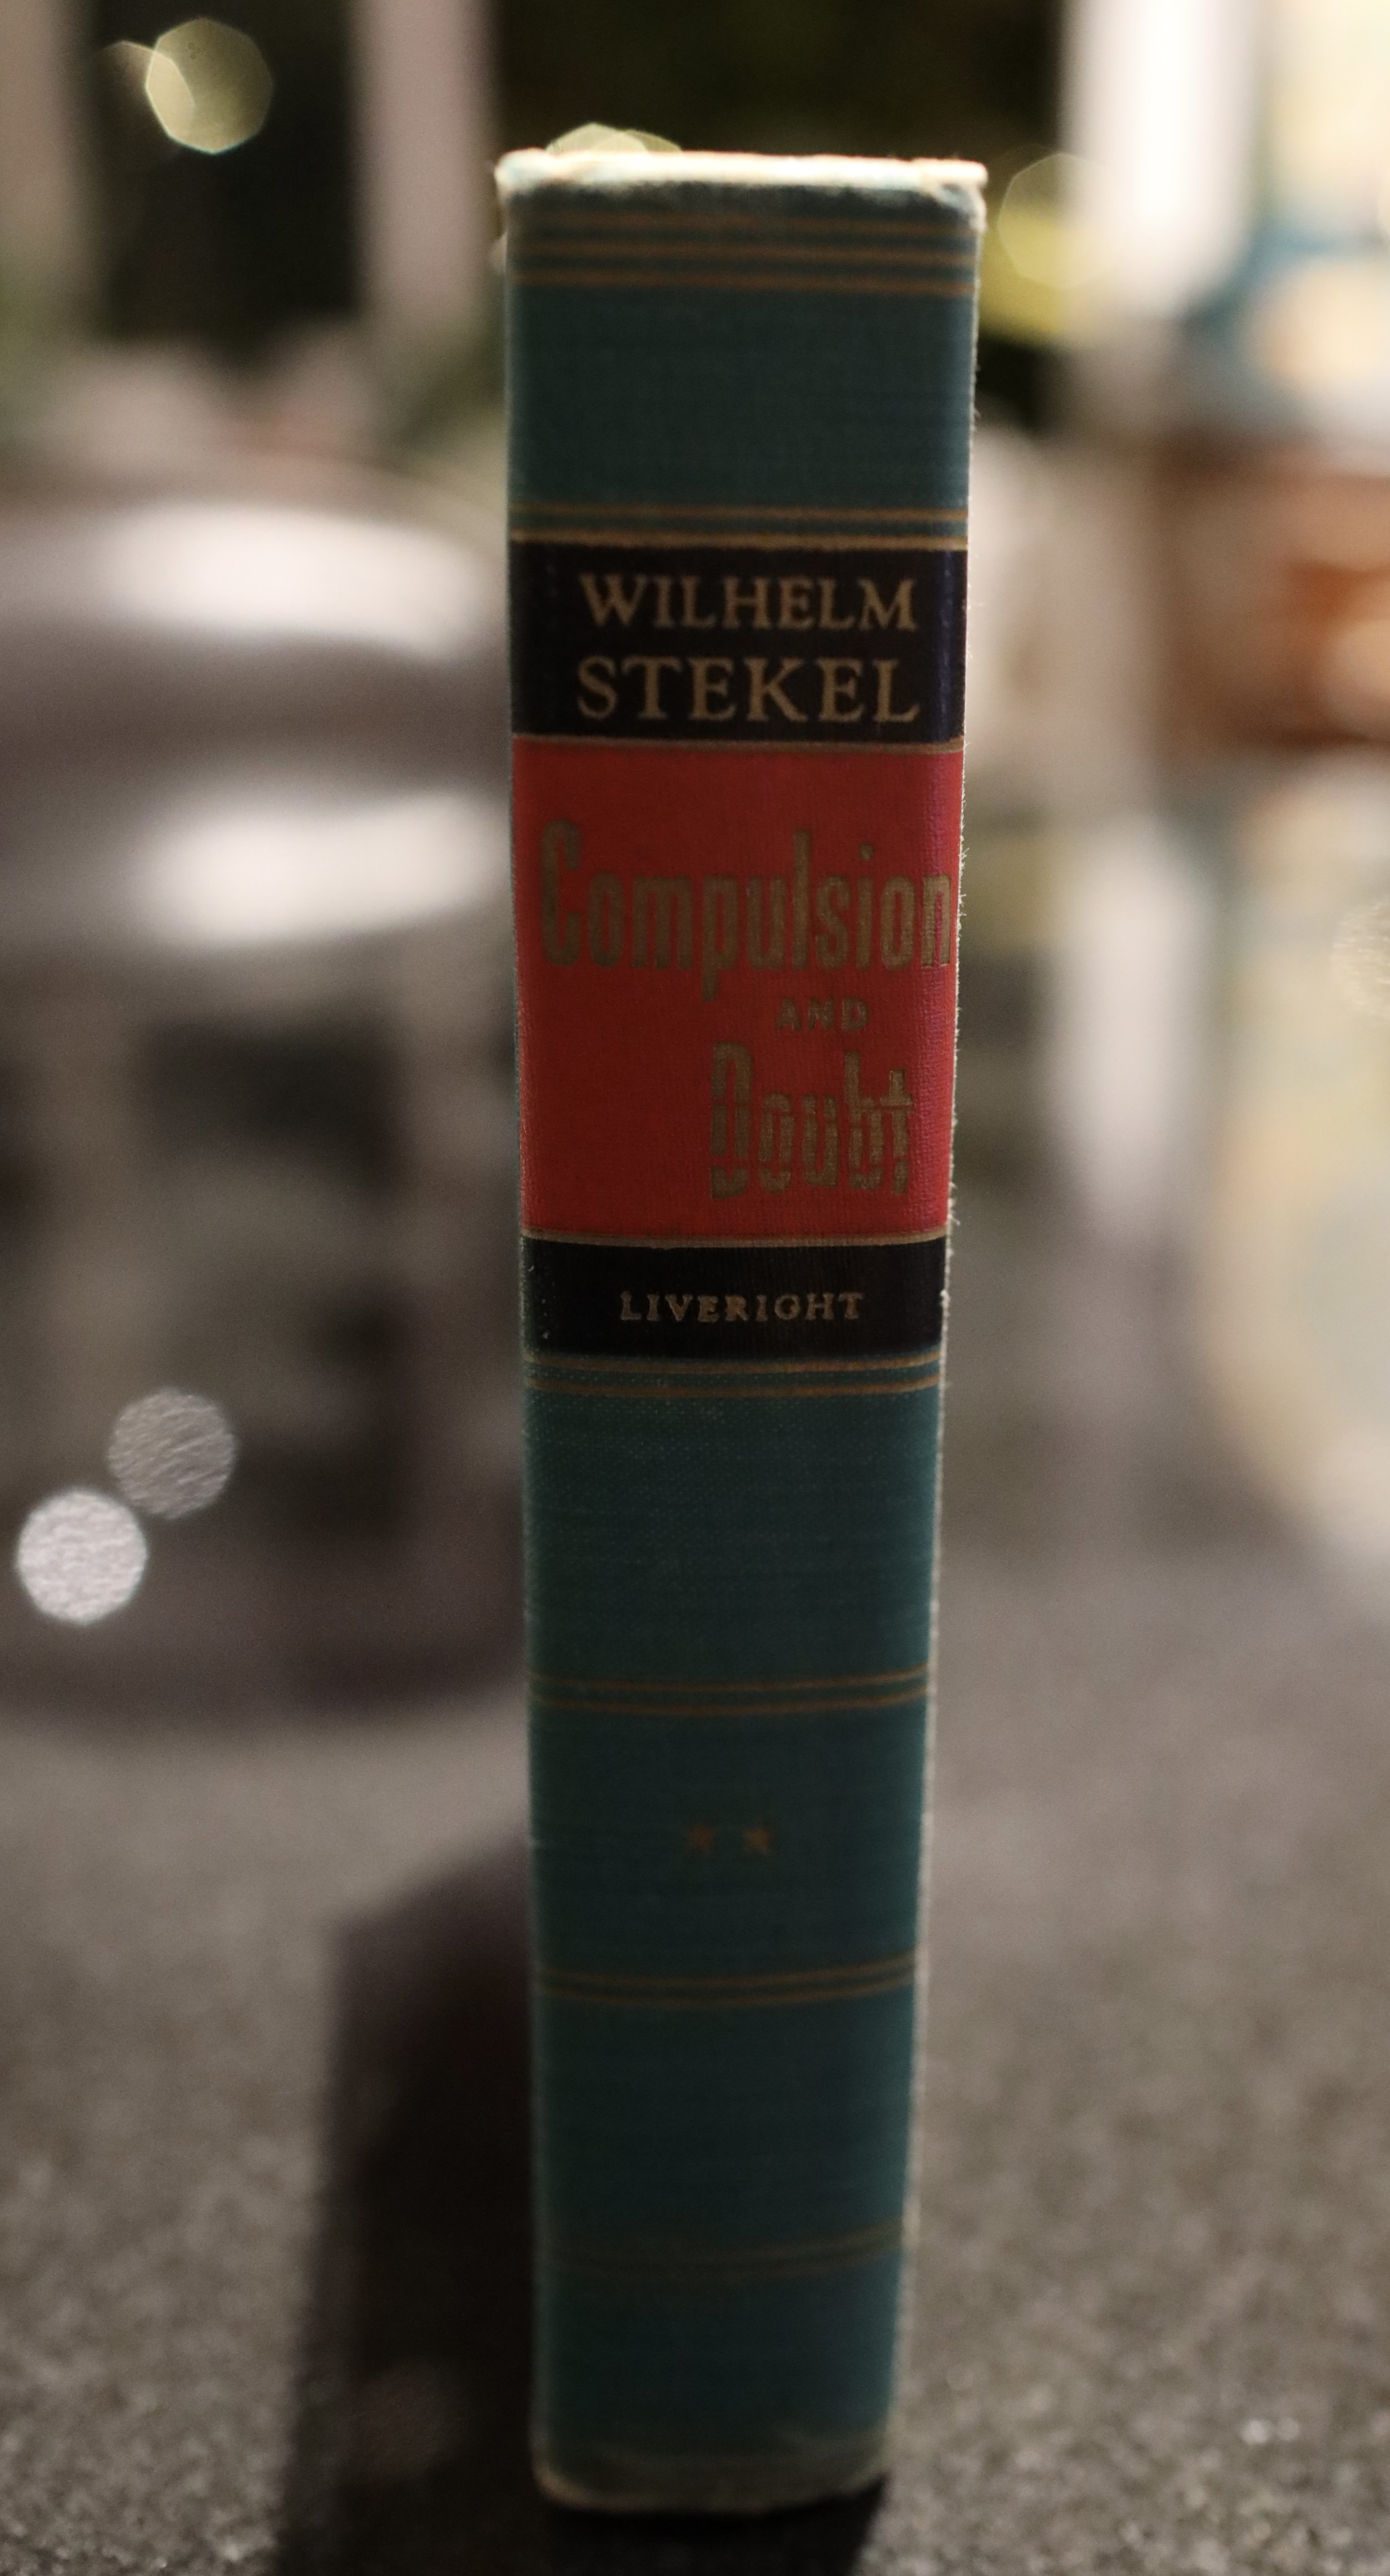 WILHELM
STEKEL
Compulsion
AND
Doubt
LIVERIGHT